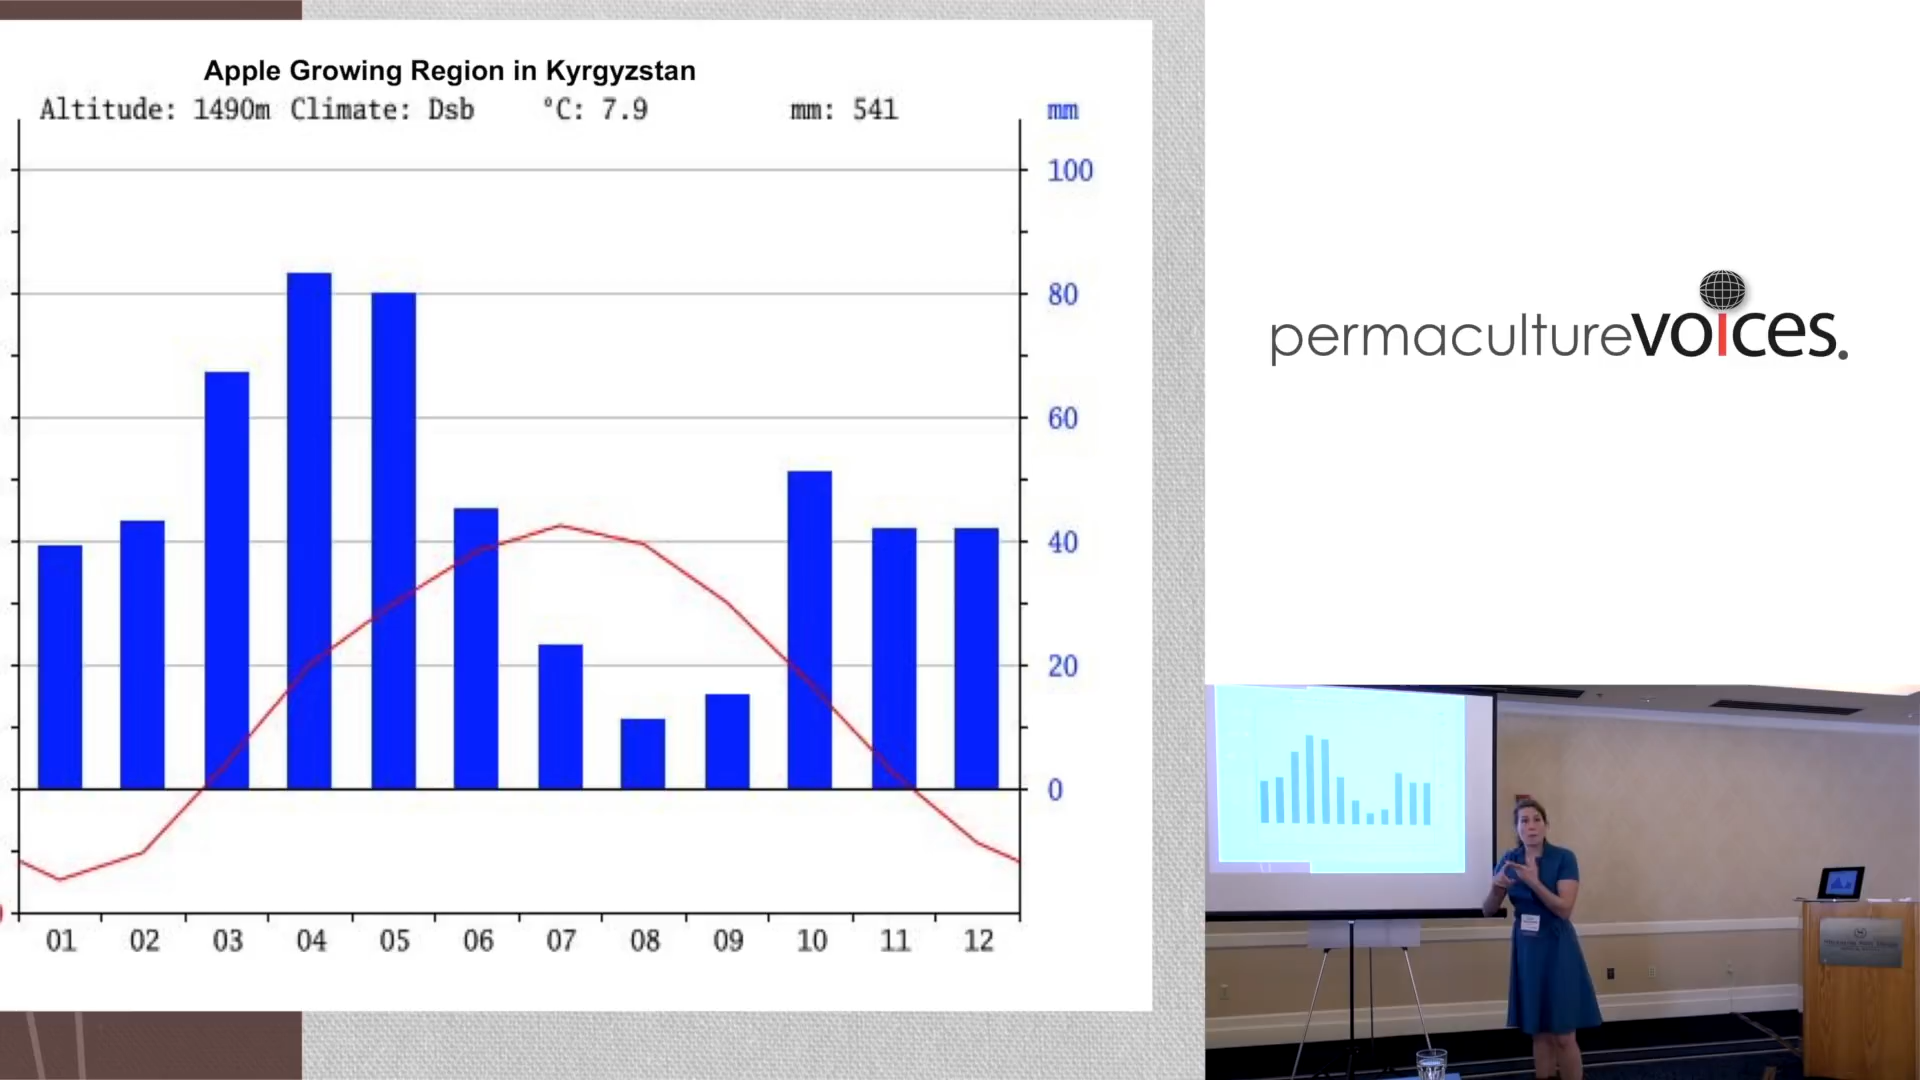 Apple Growing Region in Kyrgyzstan
Altitude: 1490m Climate: Dsb °C: 7.9 mm: 541
mm
100
80
60
40
20
0
01 02 03 04 05 06 07 08 09 10 11 12
permaculturevoices.